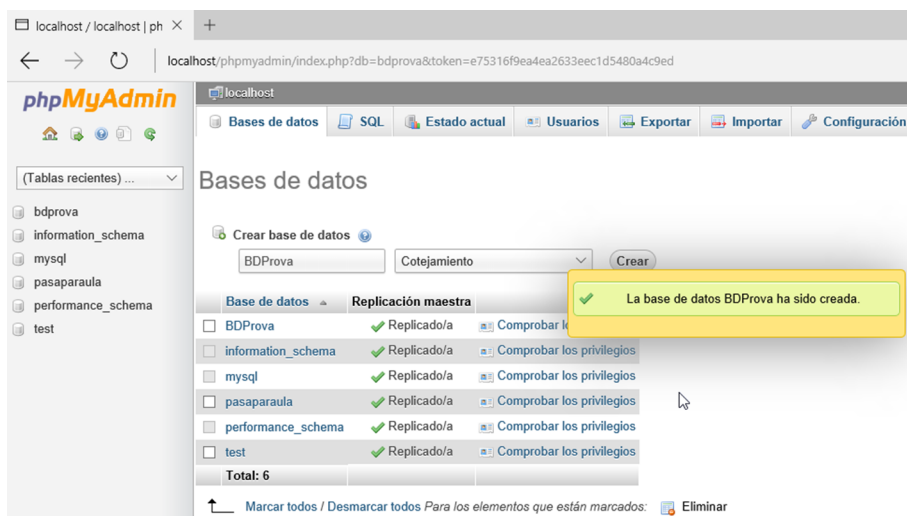 localhost / localhost | ph
localhost/phpmyadmin/index.php?db=bdprova&token=e75316f9ea4ea2633eec1d5480a4c9ed
phpMyAdmin
(Tablas recientes) ...
bdprova
information_schema
mysql
pasaparaula
performance_schema
test
localhost
Bases de datos SQL Estado actual Usuarios Exportar Importar Configuración
Bases de datos
Crear base de datos
BDProva Cotejamiento Crear
La base de datos BDProva ha sido creada.
Base de datos Replicación maestra
BDProva Replicado/a Comprobar
information_schema Replicado/a Comprobar los privilegios
mysql Replicado/a Comprobar los privilegios
pasaparaula Replicado/a Comprobar los privilegios
performance_schema Replicado/a Comprobar los privilegios
test Replicado/a Comprobar los privilegios
Total: 6
Marcar todos / Desmarcar todos Para los elementos que están marcados: Eliminar